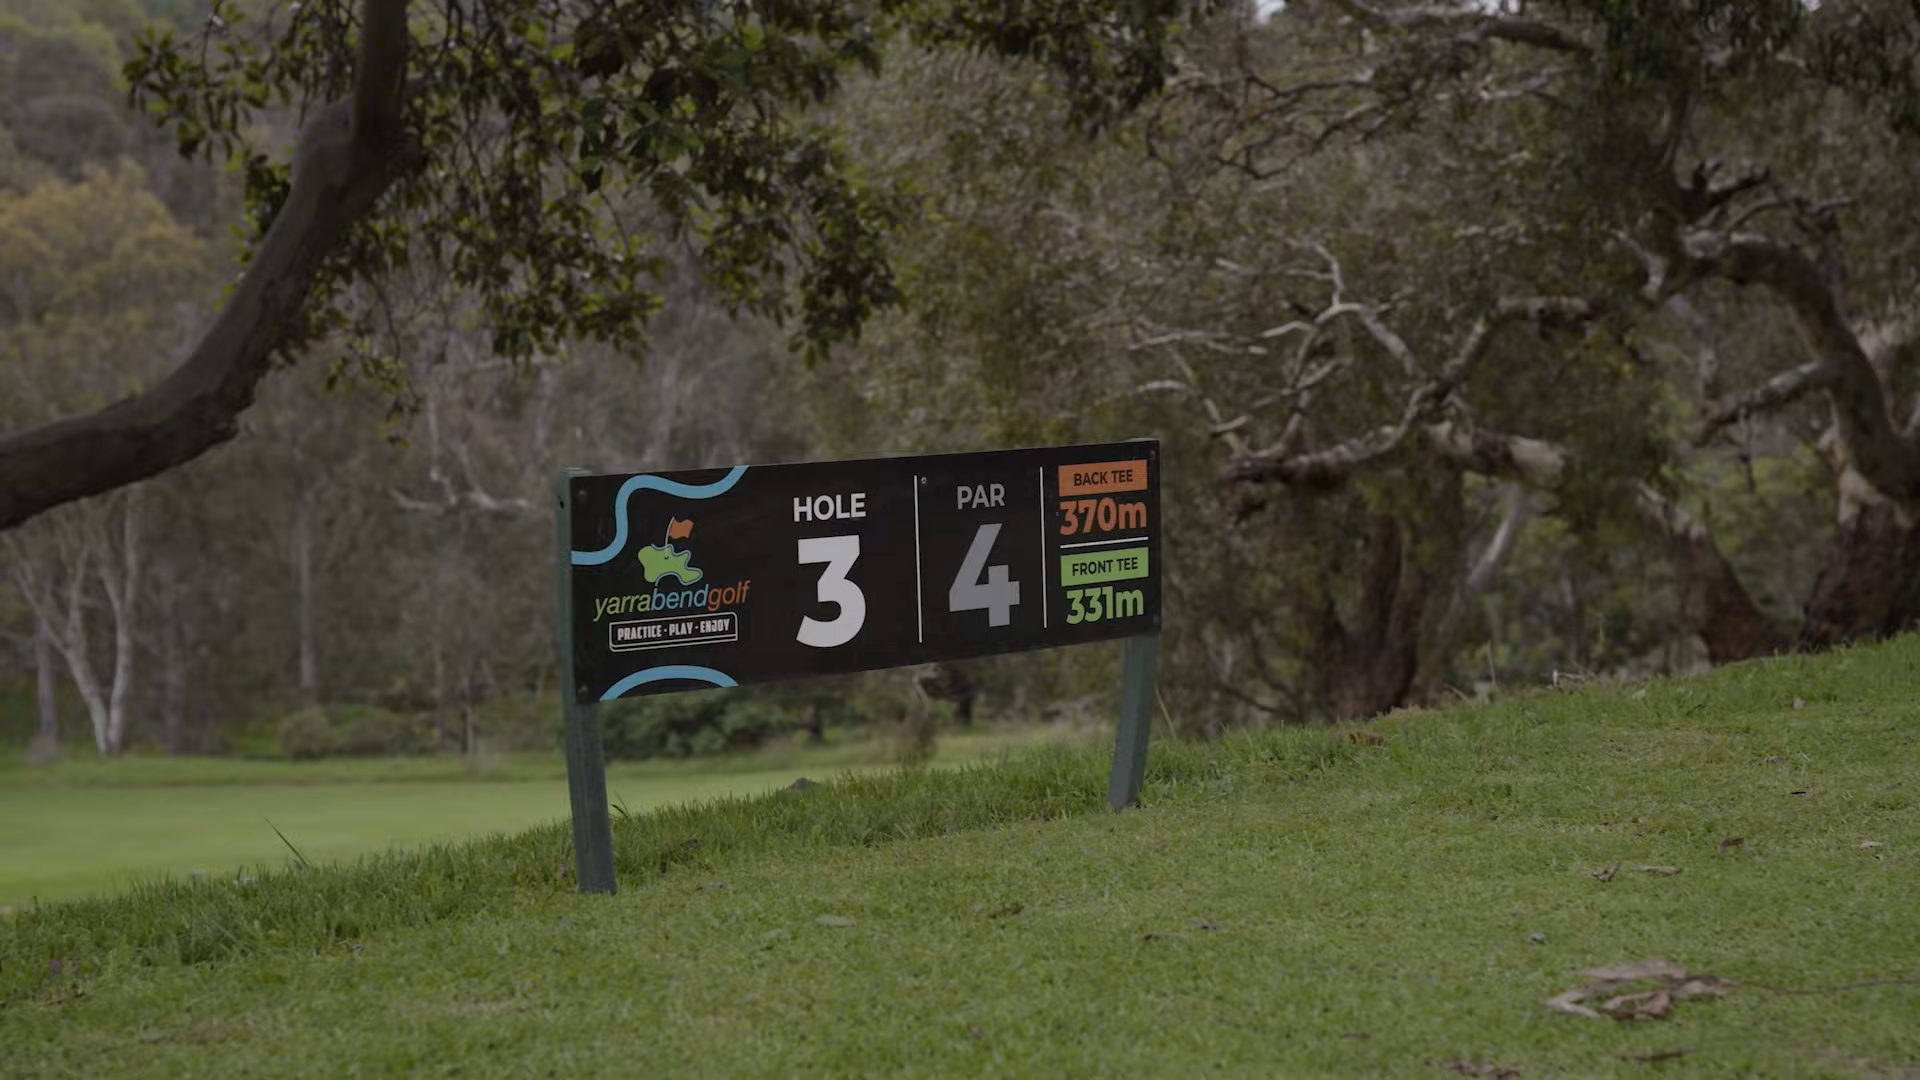 yarrabendgolf
PRACTICE · PLAY · ENJOY
HOLE
3
PAR
4
BACK TEE
370m
FRONT TEE
331m